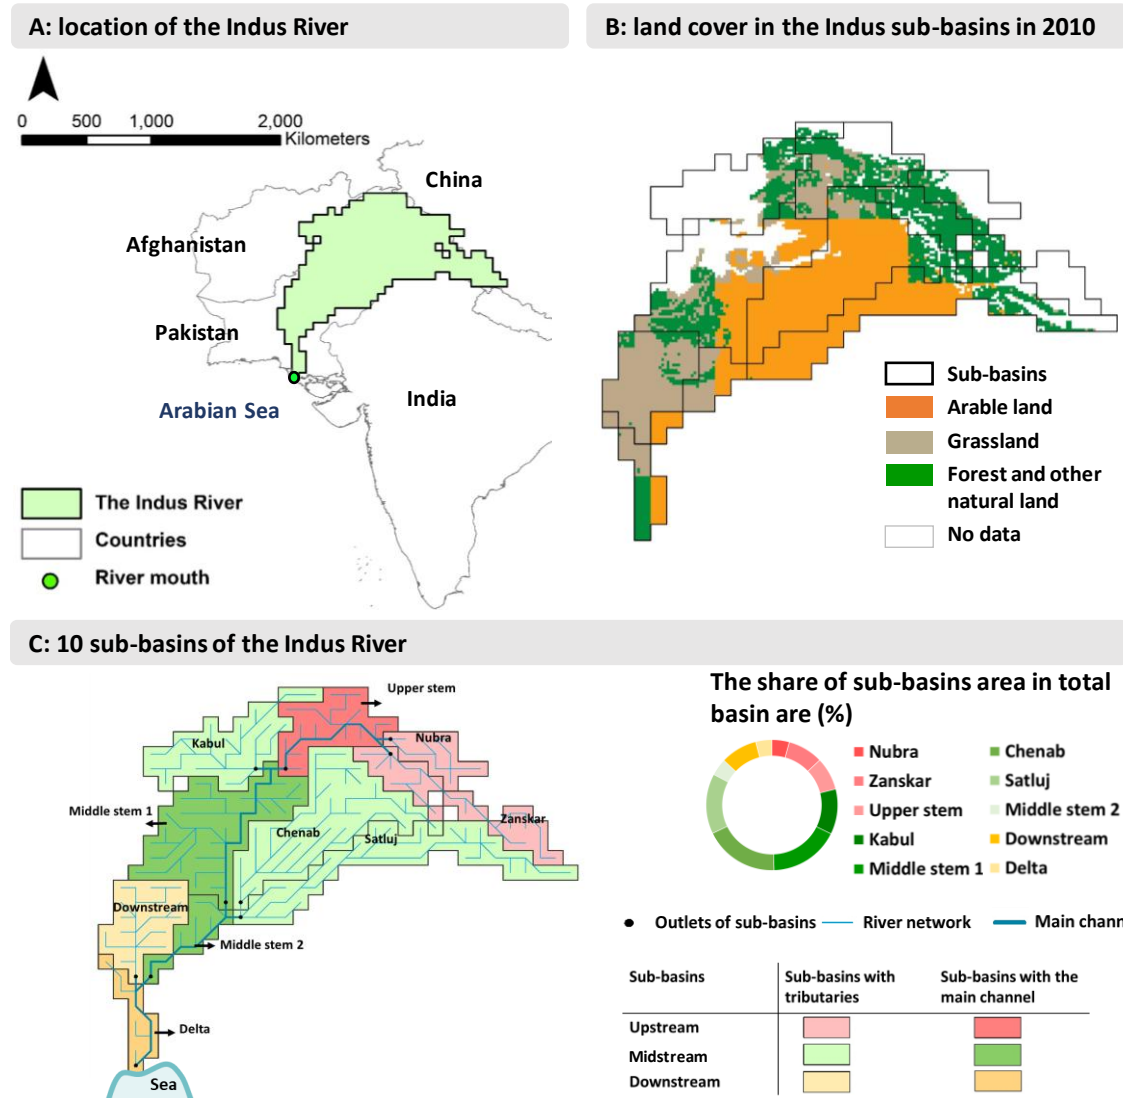 A: location of the Indus River
B: land cover in the Indus sub-basins in 2010
0 500 1,000 2,000
Kilometers
China
Afghanistan
Pakistan
Arabian Sea
India
The Indus River
Countries
River mouth
Sub-basins
Arable land
Grassland
Forest and other
natural land
No data
C: 10 sub-basins of the Indus River
Upper stem
Kabul
Nubra
Middle stem 1
Zanskar
Chenab
Satluj
Downstream
Middle stem 2
Delta
Sea
The share of sub-basins area in total
basin are (%)
Nubra
Zanskar
Upper stem
Kabul
Middle stem 1
Chenab
Satluj
Middle stem 2
Downstream
Delta
Outlets of sub-basins
River network
Main chann
Sub-basins
Sub-basins with
tributaries
Sub-basins with the
main channel
Upstream
Midstream
Downstream